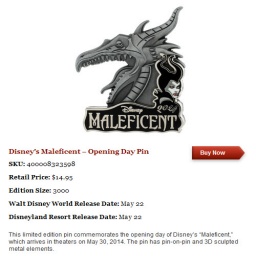 Disney
MALEFICENT
2014
Disney's Maleficent – Opening Day Pin
Buy Now
SKU: 400008323598
Retail Price: $14.95
Edition Size: 3000
Walt Disney World Release Date: May 22
Disneyland Resort Release Date: May 22
This limited edition pin commemorates the opening day of Disney's "Maleficent,"
which arrives in theaters on May 30, 2014. The pin has pin-on-pin and 3D sculpted
metal elements.